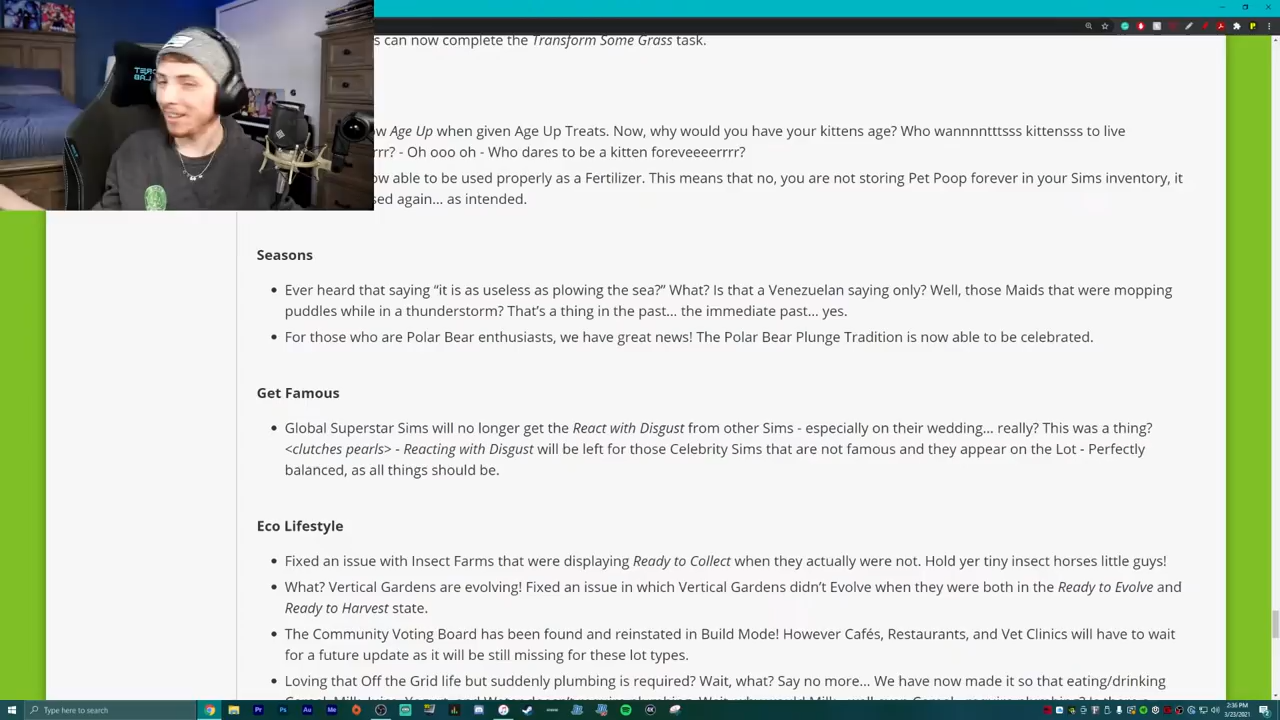 s can now complete the Transform Some Grass task.
w Age Up when given Age Up Treats. Now, why would you have your kittens age? Who wannnntttsss kittensss to live
rrr? - Oh ooo oh - Who dares to be a kitten foreveeeerrrr?
ow able to be used properly as a Fertilizer. This means that no, you are not storing Pet Poop forever in your Sims inventory, it
sed again… as intended.
Seasons
• Ever heard that saying “it is as useless as plowing the sea?” What? Is that a Venezuelan saying only? Well, those Maids that were mopping
puddles while in a thunderstorm? That’s a thing in the past… the immediate past… yes.
• For those who are Polar Bear enthusiasts, we have great news! The Polar Bear Plunge Tradition is now able to be celebrated.
Get Famous
• Global Superstar Sims will no longer get the React with Disgust from other Sims - especially on their wedding… really? This was a thing?
<clutches pearls> - Reacting with Disgust will be left for those Celebrity Sims that are not famous and they appear on the Lot - Perfectly
balanced, as all things should be.
Eco Lifestyle
• Fixed an issue with Insect Farms that were displaying Ready to Collect when they actually were not. Hold yer tiny insect horses little guys!
• What? Vertical Gardens are evolving! Fixed an issue in which Vertical Gardens didn’t Evolve when they were both in the Ready to Evolve and
Ready to Harvest state.
• The Community Voting Board has been found and reinstated in Build Mode! However Cafés, Restaurants, and Vet Clinics will have to wait
for a future update as it will be still missing for these lot types.
• Loving that Off the Grid life but suddenly plumbing is required? Wait, what? Say no more… We have now made it so that eating/drinking
Type here to search
2:36 PM
3/23/2021